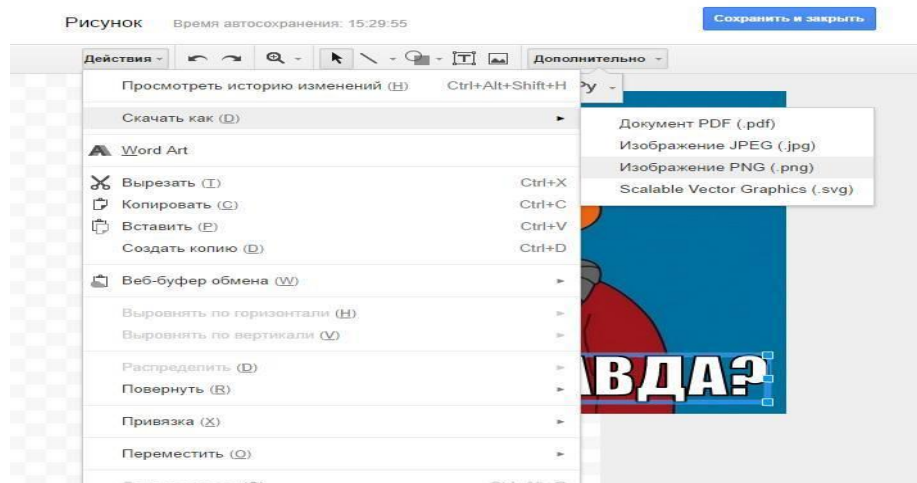 Рисунок Время автосохранения: 15:29:55 Сохранить и закрыть
Действия Дополнительно
Просмотреть историю изменений (H) Ctrl+Alt+Shift+H
Скачать как (D)
Документ PDF (.pdf)
Изображение JPEG (.jpg)
Изображение PNG (.png)
Scalable Vector Graphics (.svg)
Word Art
Вырезать (T) Ctrl+X
Копировать (C) Ctrl+C
Вставить (P) Ctrl+V
Создать копию (D) Ctrl+D
Веб-буфер обмена (W)
Выровнять по горизонтали (H)
Выровнять по вертикали (V)
Распределить (D)
Повернуть (R)
Привязка (X)
Переместить (O)
АВДА?